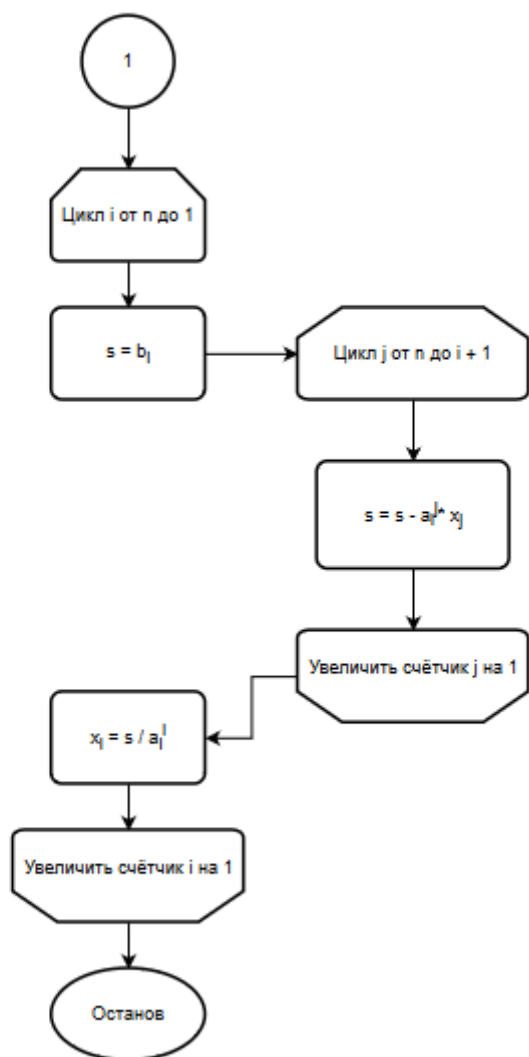 1
Цикл i от n до 1
s = bᵢ
Цикл j от n до i + 1
s = s - aᵢʲ* xⱼ
Увеличить счётчик j на 1
xᵢ = s / aᵢⁱ
Увеличить счётчик i на 1
Останов